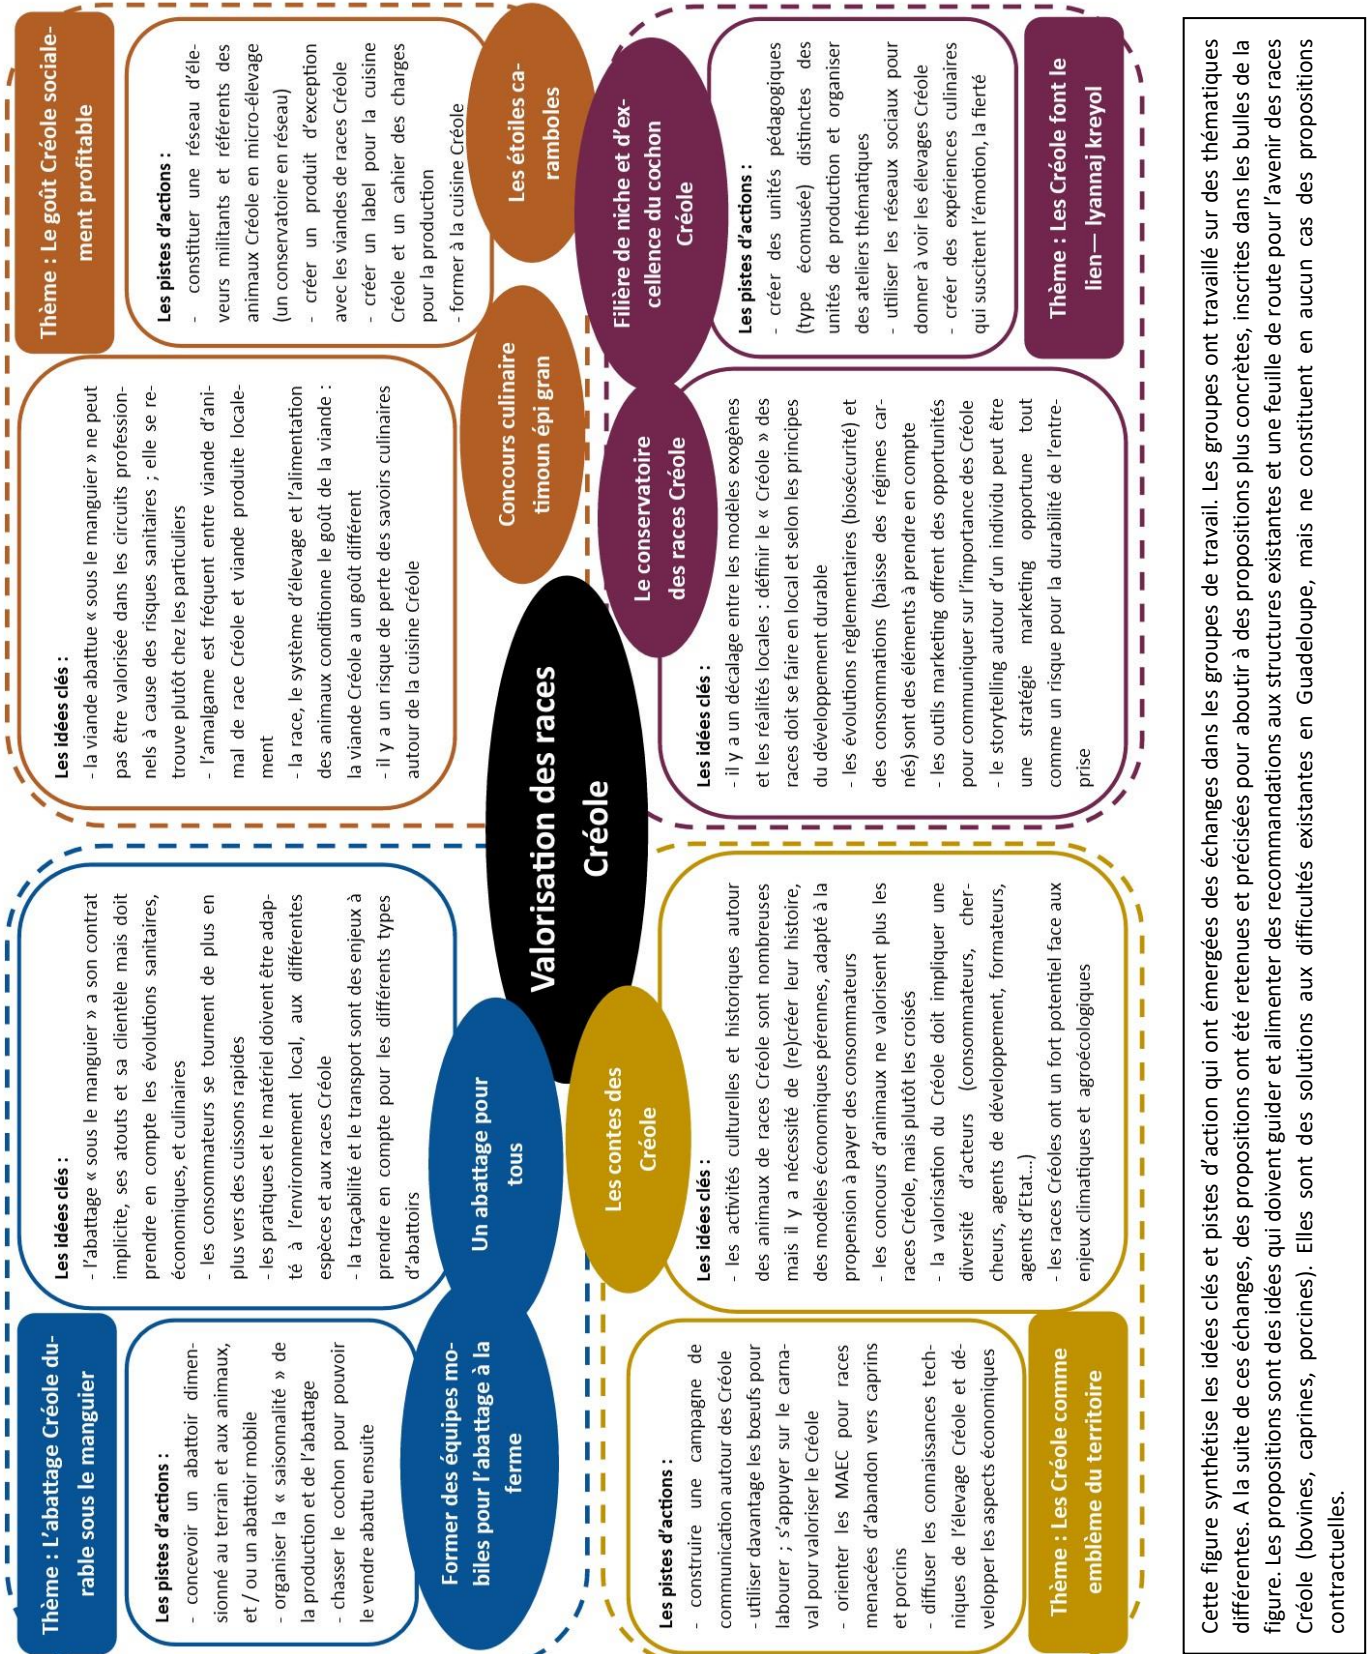 Thème : L'abattage Créole du-
rable sous le manguier
Les pistes d'actions :
- concevoir un abattoir dimen-
sionné au terrain et aux animaux,
et / ou un abattoir mobile
- organiser la « saisonnalité » de
la production et de l'abattage
- chasser le cochon pour pouvoir
le vendre abattu ensuite
Former des équipes mo-
biles pour l'abattage à la
ferme
Les idées clés :
- l'abattage « sous le manguier » a son contrat
implicite, ses atouts et sa clientèle mais doit
prendre en compte les évolutions sanitaires,
économiques, et culinaires
- les consommateurs se tournent de plus en
plus vers des cuissons rapides
- les pratiques et le matériel doivent être adap-
té à l'environnement local, aux différentes
espèces et aux races Créole
- la traçabilité et le transport sont des enjeux à
prendre en compte pour les différents types
d'abattoirs
Un abattage pour
tous
Les idées clés :
- la viande abattue « sous le manguier » ne peut
pas être valorisée dans les circuits profession-
nels à cause des risques sanitaires ; elle se re-
trouve plutôt chez les particuliers
- l'amalgame est fréquent entre viande d'ani-
mal de race Créole et viande produite locale-
ment
- la race, le système d'élevage et l'alimentation
des animaux conditionne le goût de la viande :
la viande Créole a un goût différent
- il y a un risque de perte des savoirs culinaires
autour de la cuisine Créole
Concours culinaire
timoun épi gran
Thème : Le goût Créole sociale-
ment profitable
Les pistes d'actions :
- constituer une réseau d'éle-
veurs militants et référents des
animaux Créole en micro-élevage
(un conservatoire en réseau)
- créer un produit d'exception
avec les viandes de races Créole
- créer un label pour la cuisine
Créole et un cahier des charges
pour la production
- former à la cuisine Créole
Les étoiles ca-
ramboles
Valorisation des races
Créole
Les contes des
Créole
Les pistes d'actions :
- construire une campagne de
communication autour des Créole
- utiliser davantage les bœufs pour
labourer ; s'appuyer sur le carna-
val pour valoriser le Créole
- orienter les MAEC pour races
menacées d'abandon vers caprins
et porcins
- diffuser les connaissances tech-
niques de l'élevage Créole et dé-
velopper les aspects économiques
Thème : Les Créole comme
emblème du territoire
Les idées clés :
- les activités culturelles et historiques autour
des animaux de races Créole sont nombreuses
mais il y a nécessité de (re)créer leur histoire,
des modèles économiques pérennes, adapté à la
propension à payer des consommateurs
- les concours d'animaux ne valorisent plus les
races Créole, mais plutôt les croisés
- la valorisation du Créole doit impliquer une
diversité d'acteurs (consommateurs, cher-
cheurs, agents de développement, formateurs,
agents d'Etat...)
- les races Créoles ont un fort potentiel face aux
enjeux climatiques et agroécologiques
Le conservatoire
des races Créole
Les idées clés :
- il y a un décalage entre les modèles exogènes
et les réalités locales : définir le « Créole » des
races doit se faire en local et selon les principes
du développement durable
- les évolutions règlementaires (biosécurité) et
des consommations (baisse des régimes car-
nés) sont des éléments à prendre en compte
- les outils marketing offrent des opportunités
pour communiquer sur l'importance des Créole
- le storytelling autour d'un individu peut être
une stratégie marketing opportune tout
comme un risque pour la durabilité de l'entre-
prise
Filière de niche et d'ex-
cellence du cochon
Créole
Les pistes d'actions :
- créer des unités pédagogiques
(type écomusée) distinctes des
unités de production et organiser
des ateliers thématiques
- utiliser les réseaux sociaux pour
donner à voir les élevages Créole
- créer des expériences culinaires
qui suscitent l'émotion, la fierté
Thème : Les Créole font le
lien— lyannaj kreyol
Cette figure synthétise les idées clés et pistes d'action qui ont émergées des échanges dans les groupes de travail. Les groupes ont travaillé sur des thématiques
différentes. A la suite de ces échanges, des propositions ont été retenues et précisées pour aboutir à des propositions plus concrètes, inscrites dans les bulles de la
figure. Les propositions sont des idées qui doivent guider et alimenter des recommandations aux structures existantes et une feuille de route pour l'avenir des races
Créole (bovines, caprines, porcines). Elles sont des solutions aux difficultés existantes en Guadeloupe, mais ne constituent en aucun cas des propositions
contractuelles.